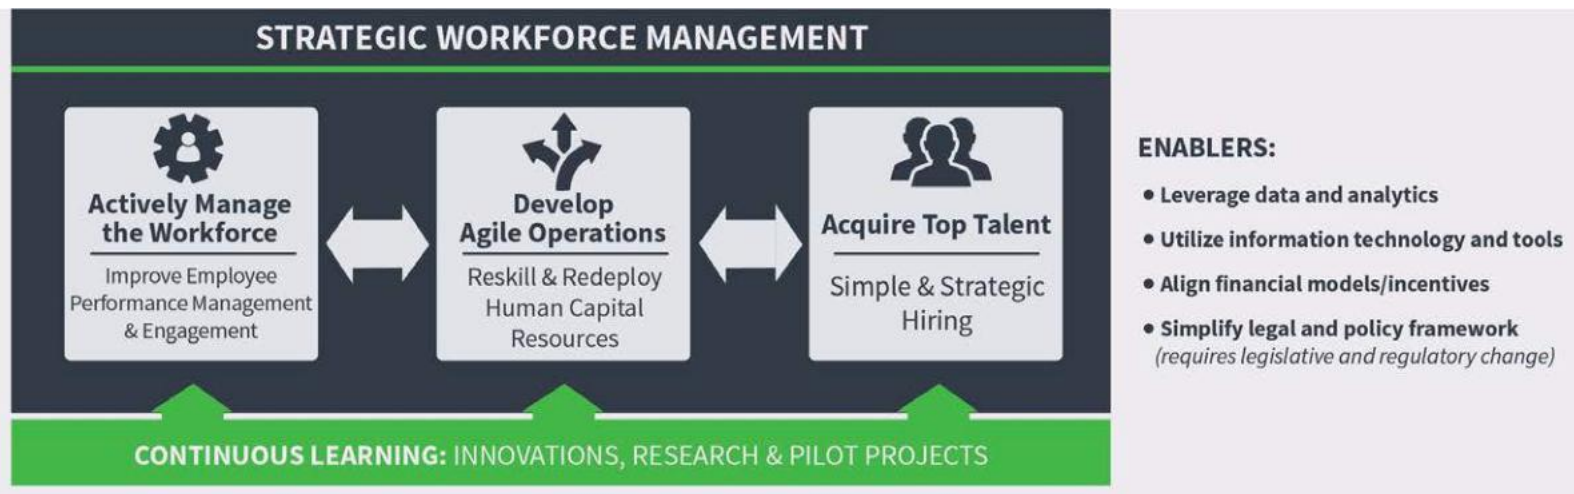 STRATEGIC WORKFORCE MANAGEMENT
Actively Manage
the Workforce
Improve Employee
Performance Management
& Engagement
Develop
Agile Operations
Reskill & Redeploy
Human Capital
Resources
Acquire Top Talent
Simple & Strategic
Hiring
CONTINUOUS LEARNING: INNOVATIONS, RESEARCH & PILOT PROJECTS
ENABLERS:
• Leverage data and analytics
• Utilize information technology and tools
• Align financial models/incentives
• Simplify legal and policy framework
(requires legislative and regulatory change)